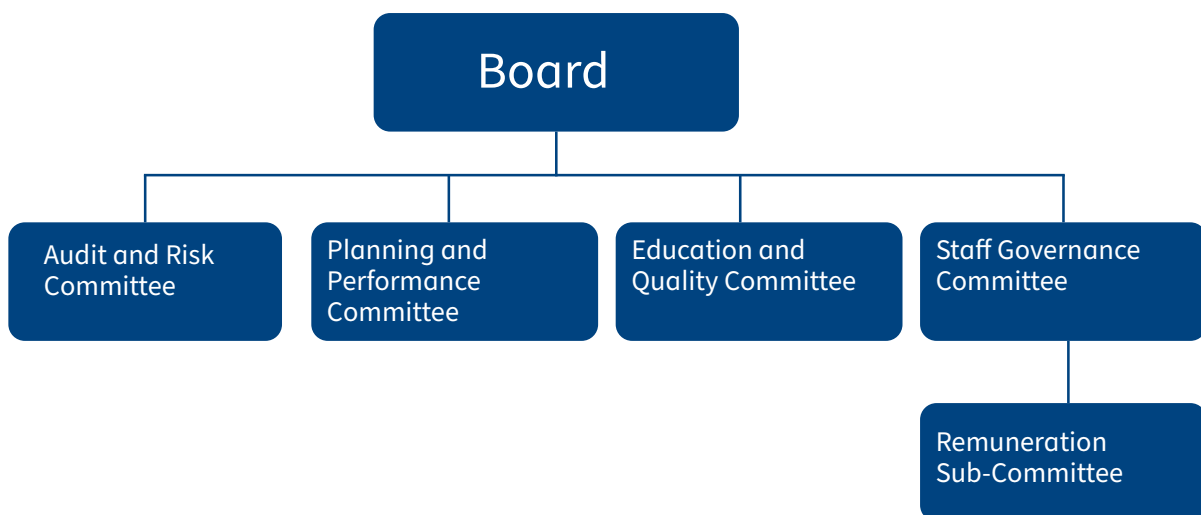 Board
Audit and Risk
Committee
Planning and
Performance
Committee
Education and
Quality Committee
Staff Governance
Committee
Remuneration
Sub-Committee